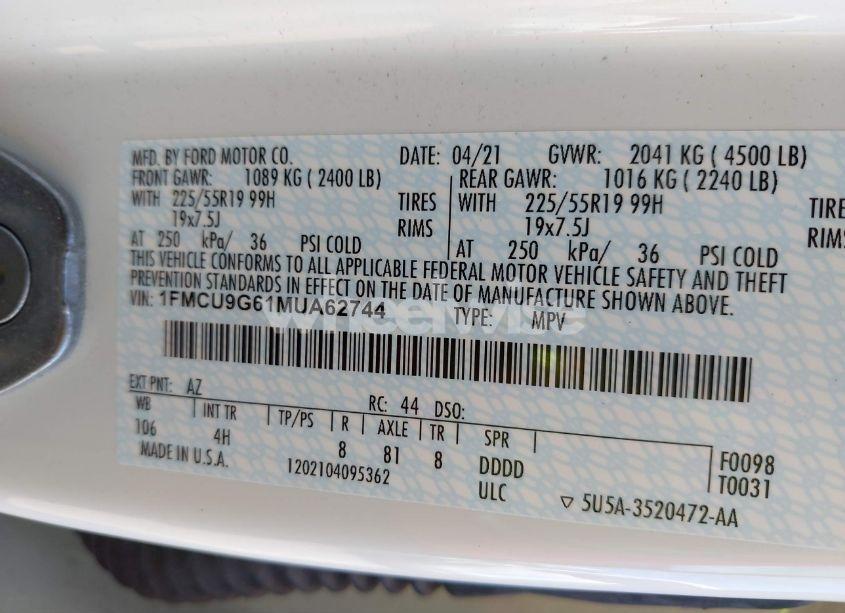 MFD. BY FORD MOTOR CO. DATE: 04/21 GVWR: 2041 KG ( 4500 LB)
FRONT GAWR: 1089 KG ( 2400 LB) REAR GAWR: 1016 KG ( 2240 LB)
WITH 225/55R19 99H TIRES WITH 225/55R19 99H TIRE
19x7.5J RIMS 19x7.5J RIMS
AT 250 kPa/ 36 PSI COLD AT 250 kPa/ 36 PSI COLD
THIS VEHICLE CONFORMS TO ALL APPLICABLE FEDERAL MOTOR VEHICLE SAFETY AND THEFT
PREVENTION STANDARDS IN EFFECT ON THE DATE OF MANUFACTURE SHOWN ABOVE.
VIN: 1FMCU9G61MUA62744
TYPE: MPV
wheelwise
EXT PNT: AZ RC: 44 DSO:
WB INT TR TP/PS R AXLE TR SPR
106 4H 8 81 8 DDDD F0098
MADE IN U.S.A. 1202104095362 ULC T0031
▽ 5U5A-3520472-AA